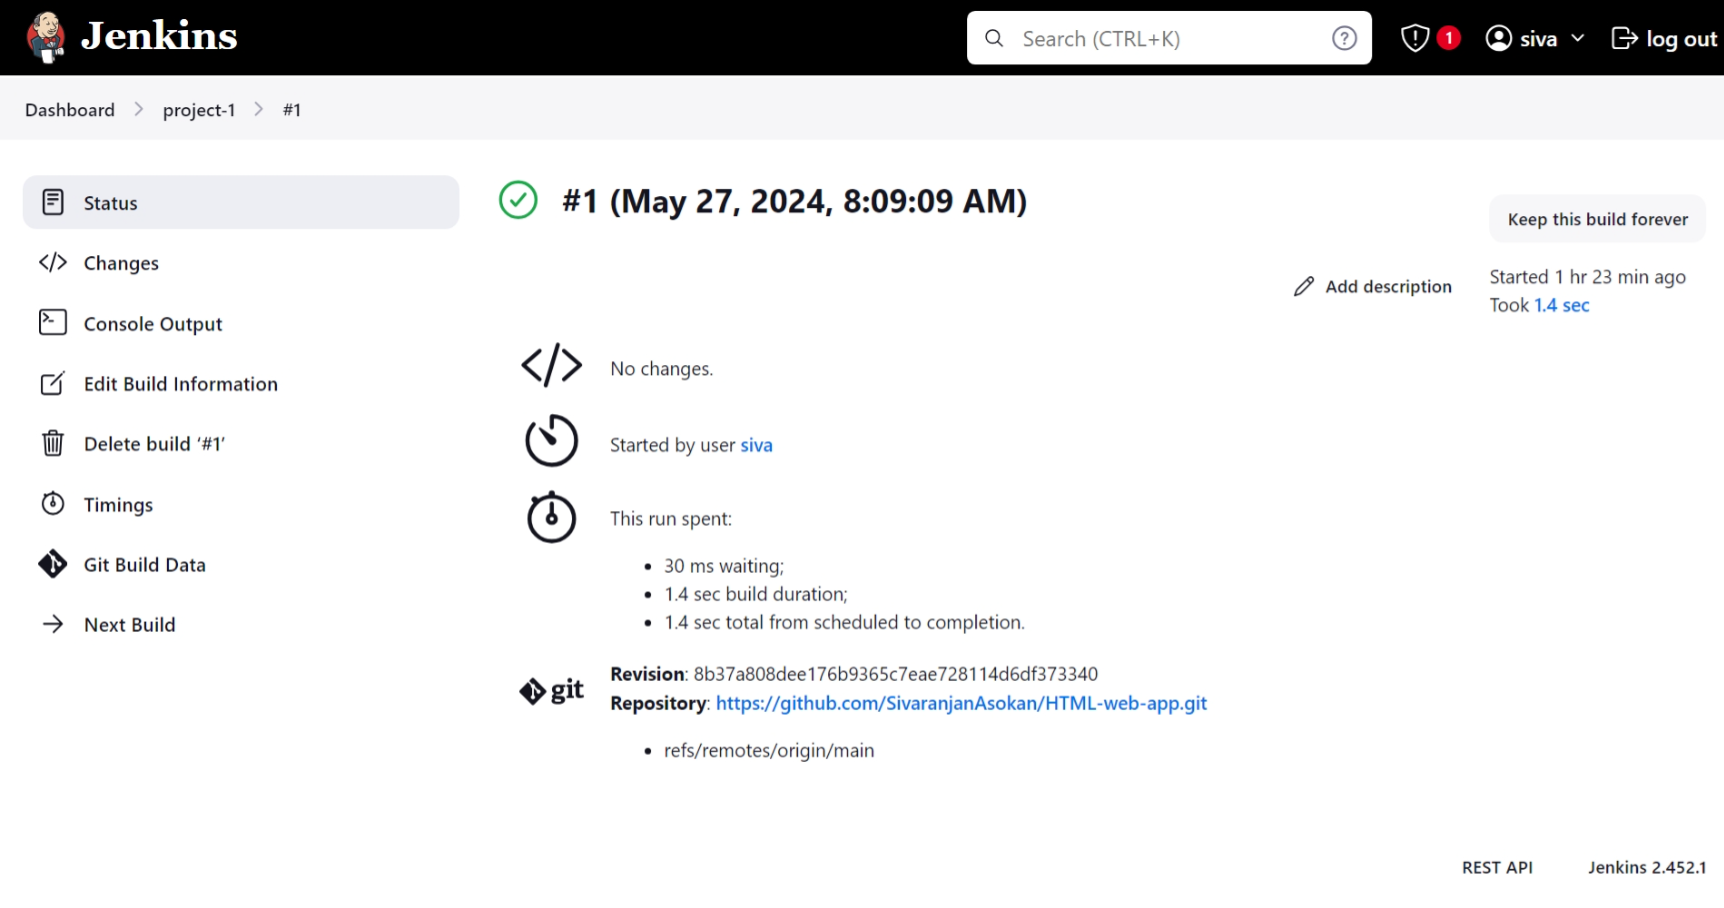 Jenkins
Search (CTRL+K)
1
siva
log out
Dashboard
project-1
#1
Status
Changes
Console Output
Edit Build Information
Delete build ‘#1’
Timings
Git Build Data
Next Build
#1 (May 27, 2024, 8:09:09 AM)
Keep this build forever
Add description
Started 1 hr 23 min ago
Took 1.4 sec
No changes.
Started by user siva
This run spent:
30 ms waiting;
1.4 sec build duration;
1.4 sec total from scheduled to completion.
git
Revision: 8b37a808dee176b9365c7eae728114d6df373340
Repository: https://github.com/SivaranjanAsokan/HTML-web-app.git
refs/remotes/origin/main
REST API
Jenkins 2.452.1